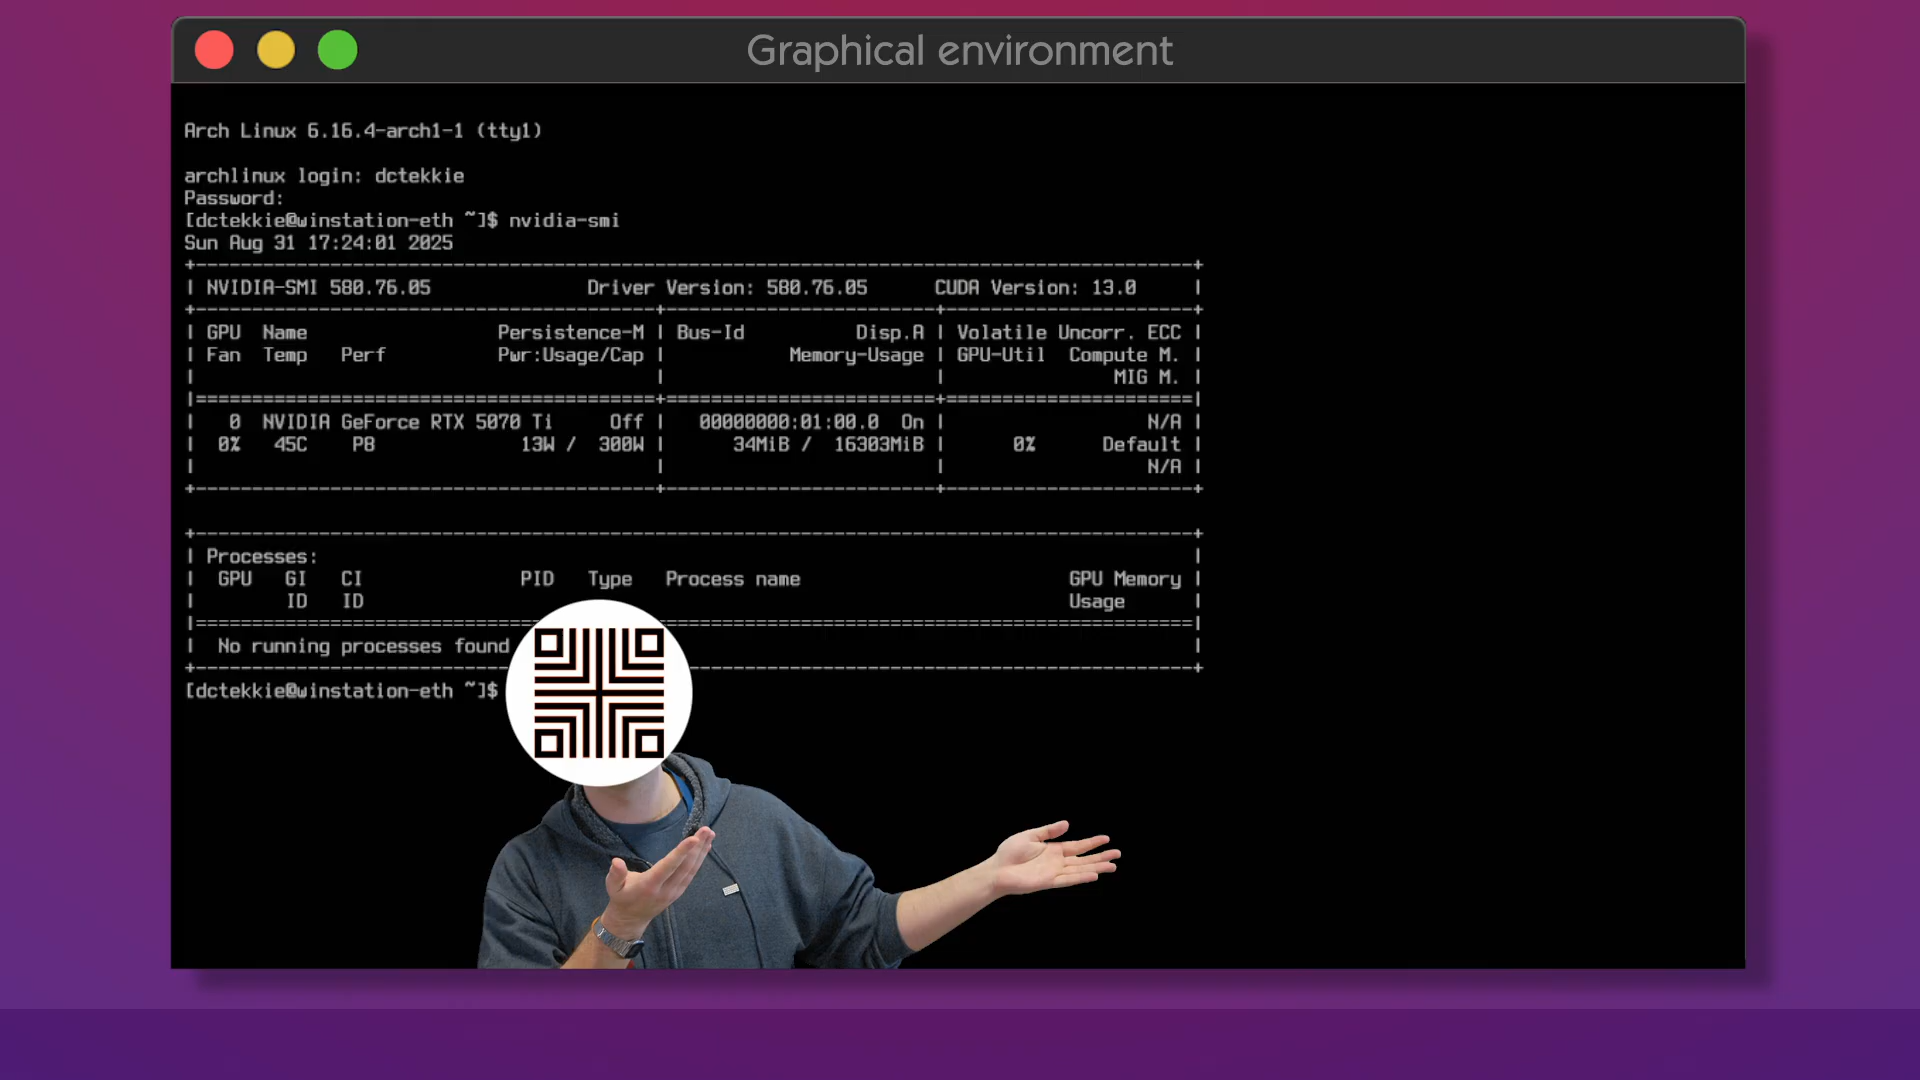 Graphical environment
Arch Linux 6.16.4-arch1-1 (tty1)
archlinux login: dctekkie
Password:
[dctekkie@winstation-eth ~]$ nvidia-smi
Sun Aug 31 17:24:01 2025
+-----------------------------------------------------------------------------------------+
| NVIDIA-SMI 580.76.05              Driver Version: 580.76.05      CUDA Version: 13.0     |
+-----------------------------------------+------------------------+----------------------+
| GPU  Name                 Persistence-M | Bus-Id          Disp.A | Volatile Uncorr. ECC |
| Fan  Temp   Perf          Pwr:Usage/Cap |           Memory-Usage | GPU-Util  Compute M. |
|                                         |                        |               MIG M. |
|=========================================+========================+======================|
|   0  NVIDIA GeForce RTX 5070 Ti     Off |   00000000:01:00.0  On |                  N/A |
|  0%   45C    P8              13W /  300W |      34MiB /  16303MiB |      0%      Default |
|                                         |                        |                  N/A |
+-----------------------------------------+------------------------+----------------------+
+-----------------------------------------------------------------------------------------+
| Processes:                                                                              |
|  GPU   GI   CI              PID   Type   Process name                        GPU Memory |
|        ID   ID                                                               Usage      |
|=========================================================================================|
|  No running processes found                                                             |
+-----------------------------------------------------------------------------------------+
[dctekkie@winstation-eth ~]$